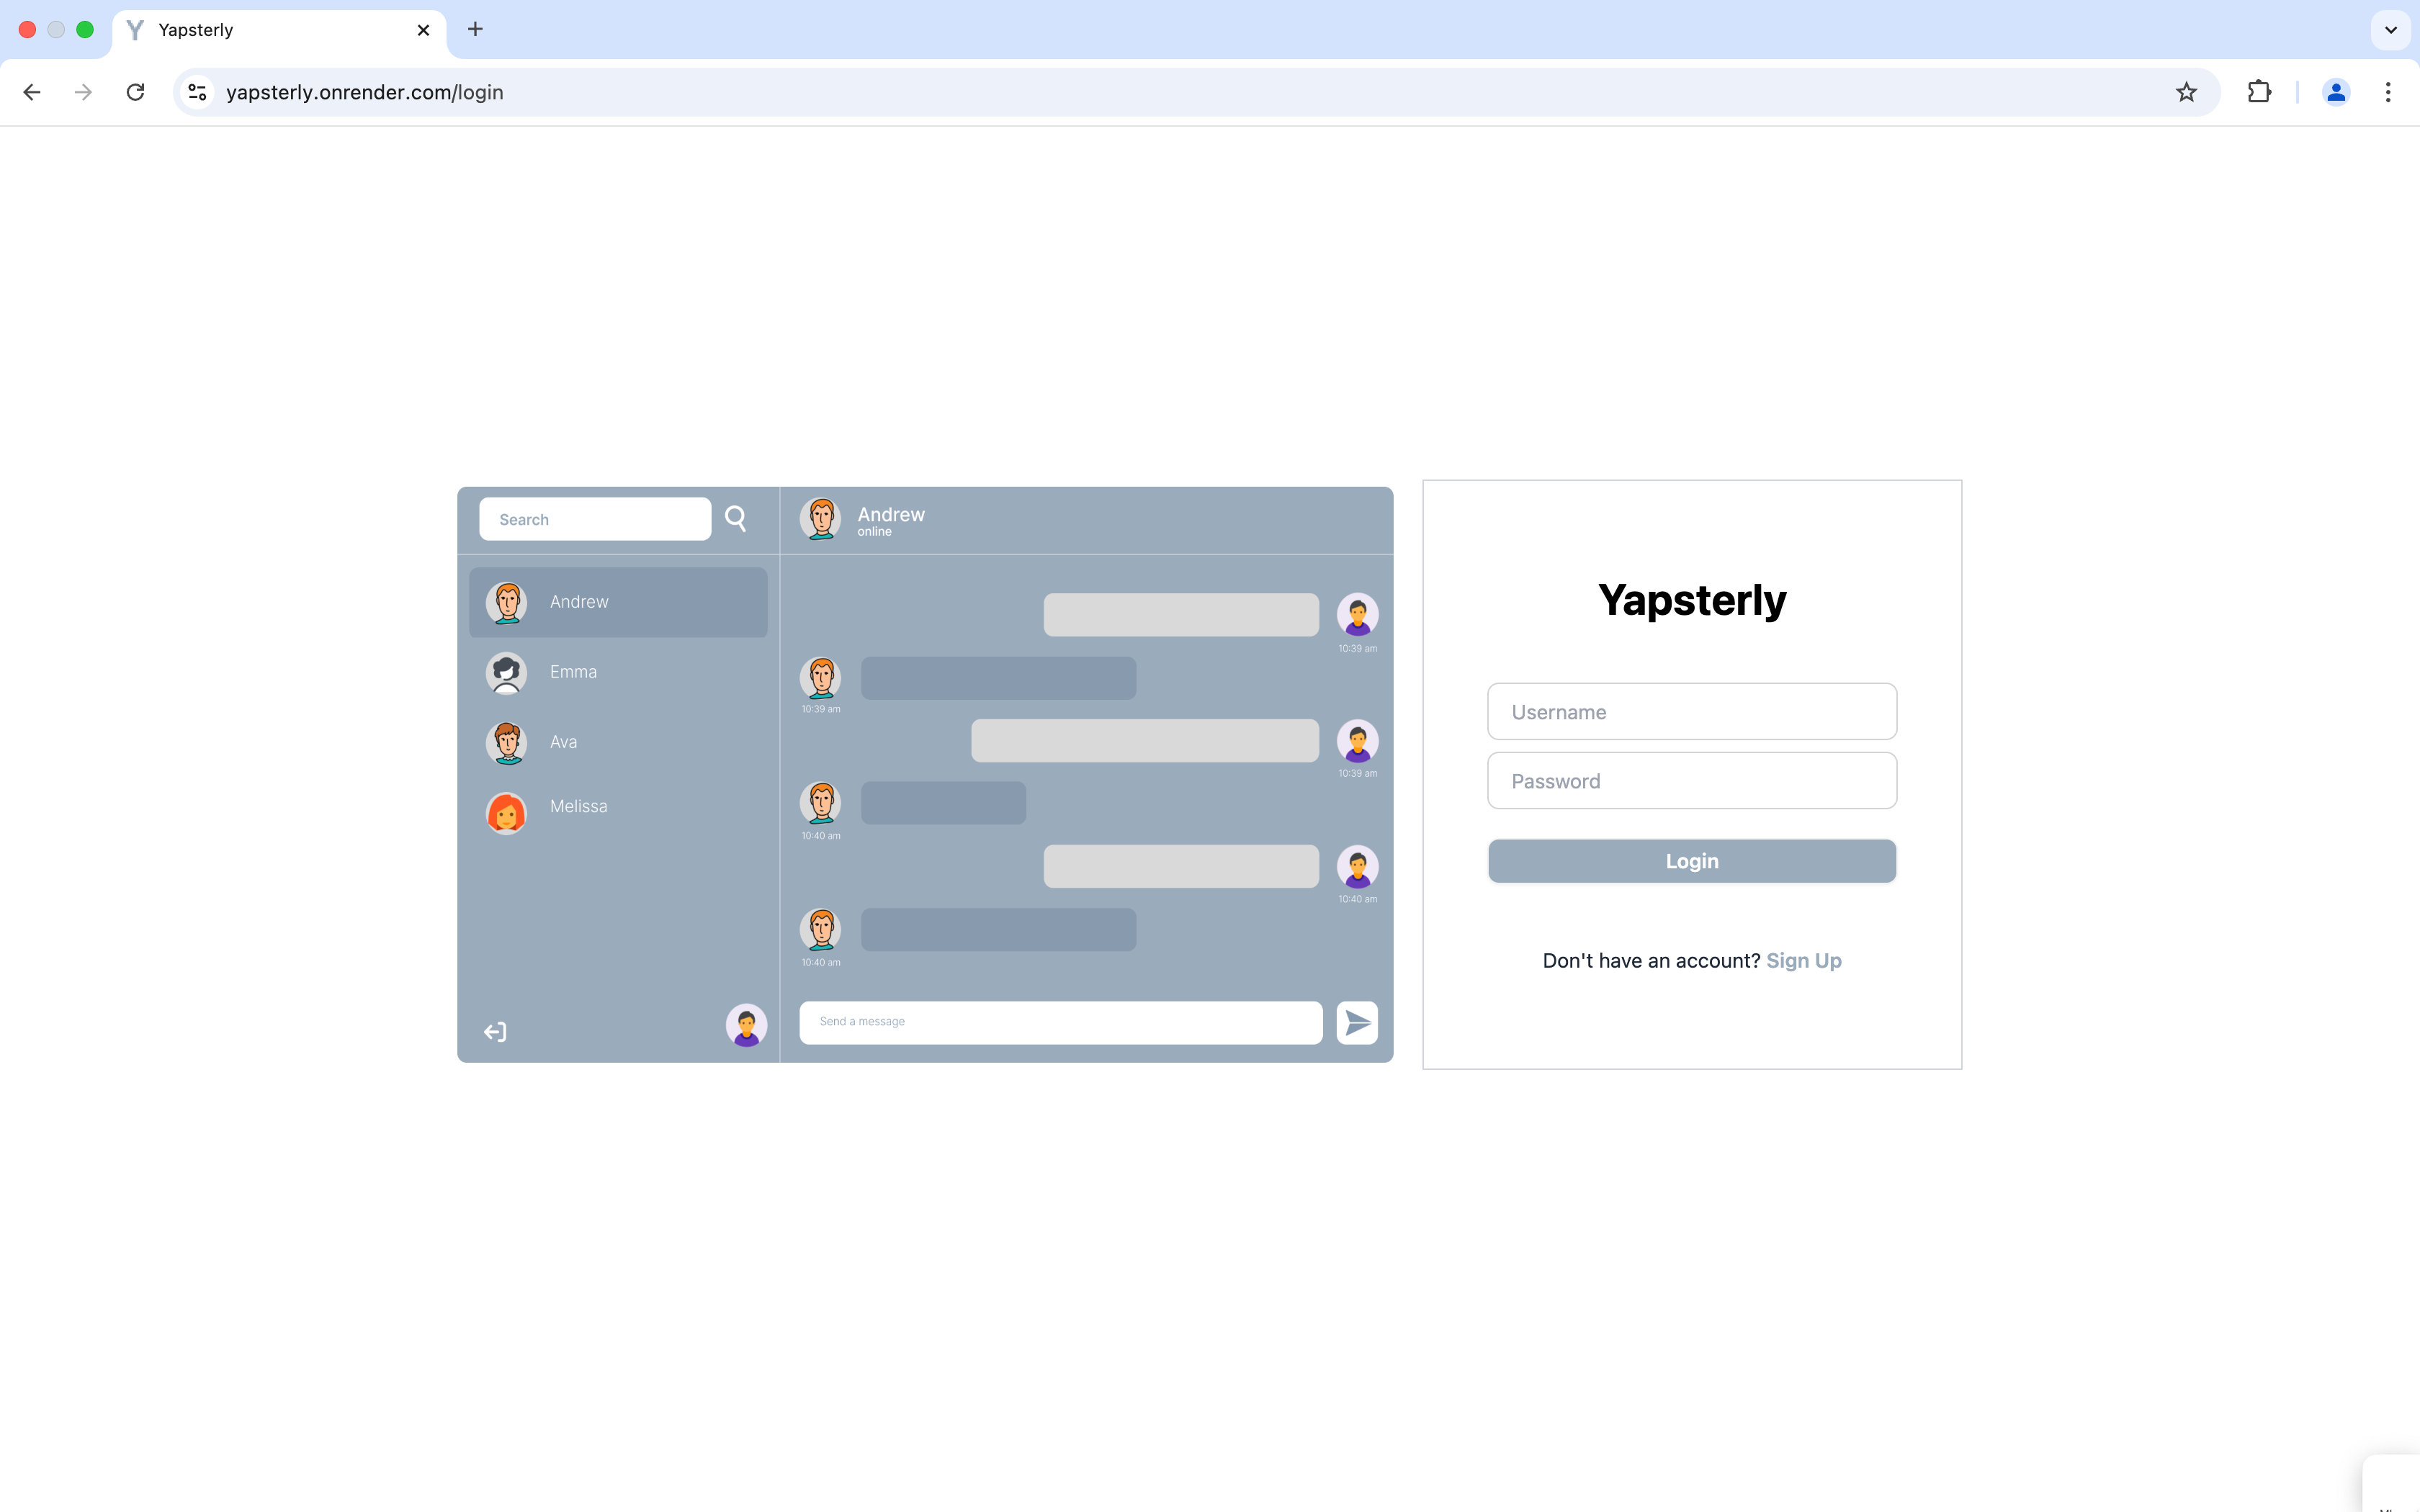 Yapsterly
yapsterly.onrender.com/login
Search
Andrew
online
Andrew
Emma
Ava
Melissa
10:39 am
10:39 am
10:39 am
10:40 am
10:40 am
10:40 am
Send a message
Yapsterly
Username
Password
Login
Don't have an account? Sign Up